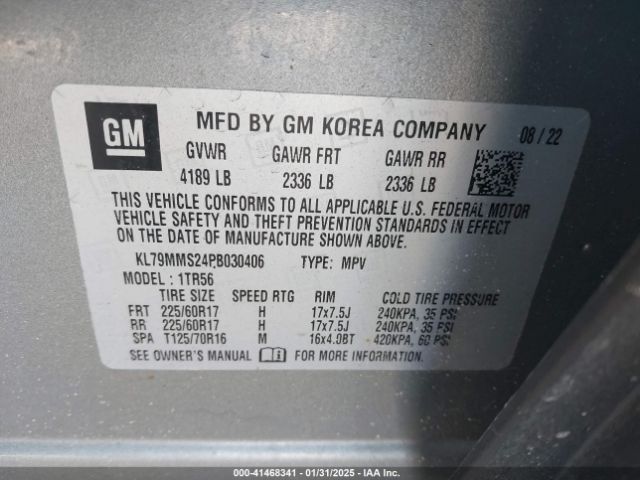 GM
MFD BY GM KOREA COMPANY 08 / 22
GVWR GAWR FRT GAWR RR
4189 LB 2336 LB 2336 LB
THIS VEHICLE CONFORMS TO ALL APPLICABLE U.S. FEDERAL MOTOR
VEHICLE SAFETY AND THEFT PREVENTION STANDARDS IN EFFECT
ON THE DATE OF MANUFACTURE SHOWN ABOVE.
KL79MMS24PB030406 TYPE: MPV
MODEL : 1TR56
TIRE SIZE SPEED RTG RIM COLD TIRE PRESSURE
FRT 225/60R17 H 17x7.5J 240KPA, 35 PSI
RR 225/60R17 H 17x7.5J 240KPA, 35 PSI
SPA T125/70R16 M 16x4.0BT 420KPA, 60 PSI
SEE OWNER'S MANUAL FOR MORE INFORMATION.
000-41468341 | 01/31/2025 - IAA Inc.